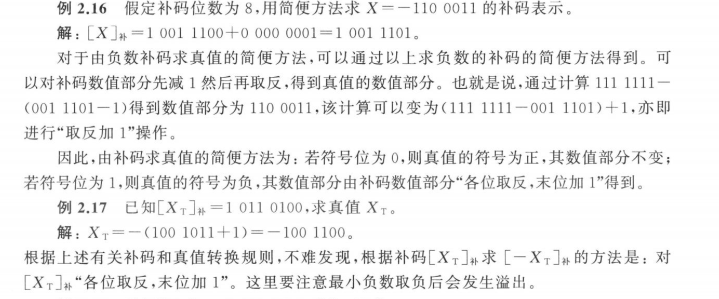 例 2.16 假定补码位数为 8,用简便方法求 X=-110 0011 的补码表示。
解:[X]补=1 001 1100+0 000 0001=1 001 1101。
对于由负数补码求真值的简便方法,可以通过以上求负数的补码的简便方法得到。可
以对补码数值部分先减 1 然后再取反,得到真值的数值部分。也就是说,通过计算 111 1111-
(001 1101-1)得到数值部分为 110 0011,该计算可以变为(111 1111-001 1101)+1,亦即
进行“取反加 1”操作。
因此,由补码求真值的简便方法为:若符号位为 0,则真值的符号为正,其数值部分不变;
若符号位为 1,则真值的符号为负,其数值部分由补码数值部分“各位取反,末位加 1”得到。
例 2.17 已知[XT]补=1 011 0100,求真值 XT。
解:XT=-(100 1011+1)=-100 1100。
根据上述有关补码和真值转换规则,不难发现,根据补码[XT]补求 [-XT]补的方法是:对
[XT]补“各位取反,末位加 1”。这里要注意最小负数取负后会发生溢出。